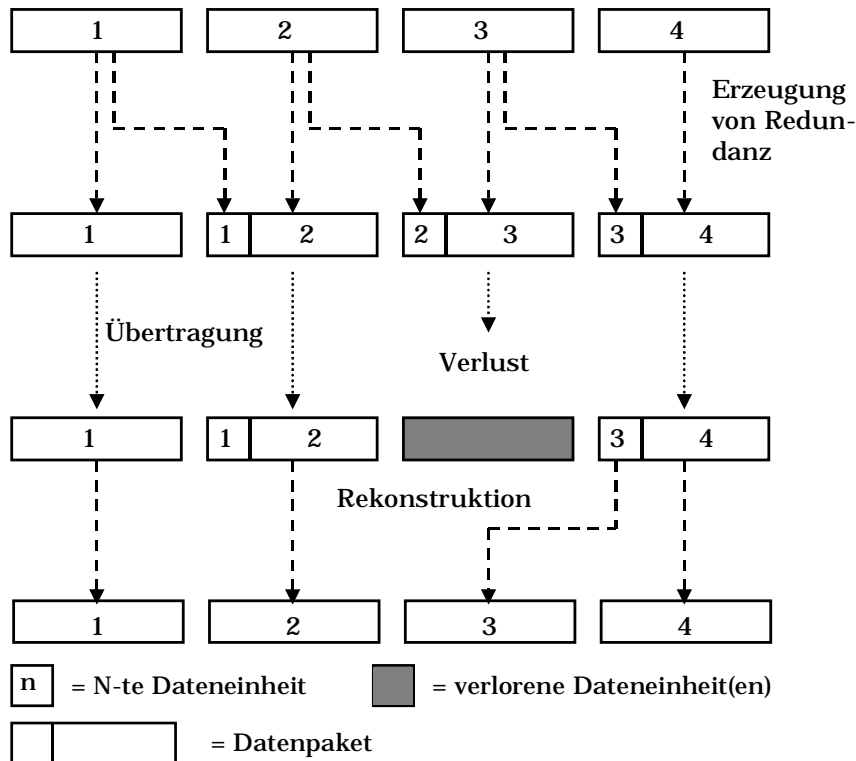 1 2 3 4
Erzeugung
von Redun-
danz
1 1 2 2 3 3 4
Übertragung
Verlust
1 1 2 3 4
Rekonstruktion
1 2 3 4
n = N-te Dateneinheit = verlorene Dateneinheit(en)
= Datenpaket